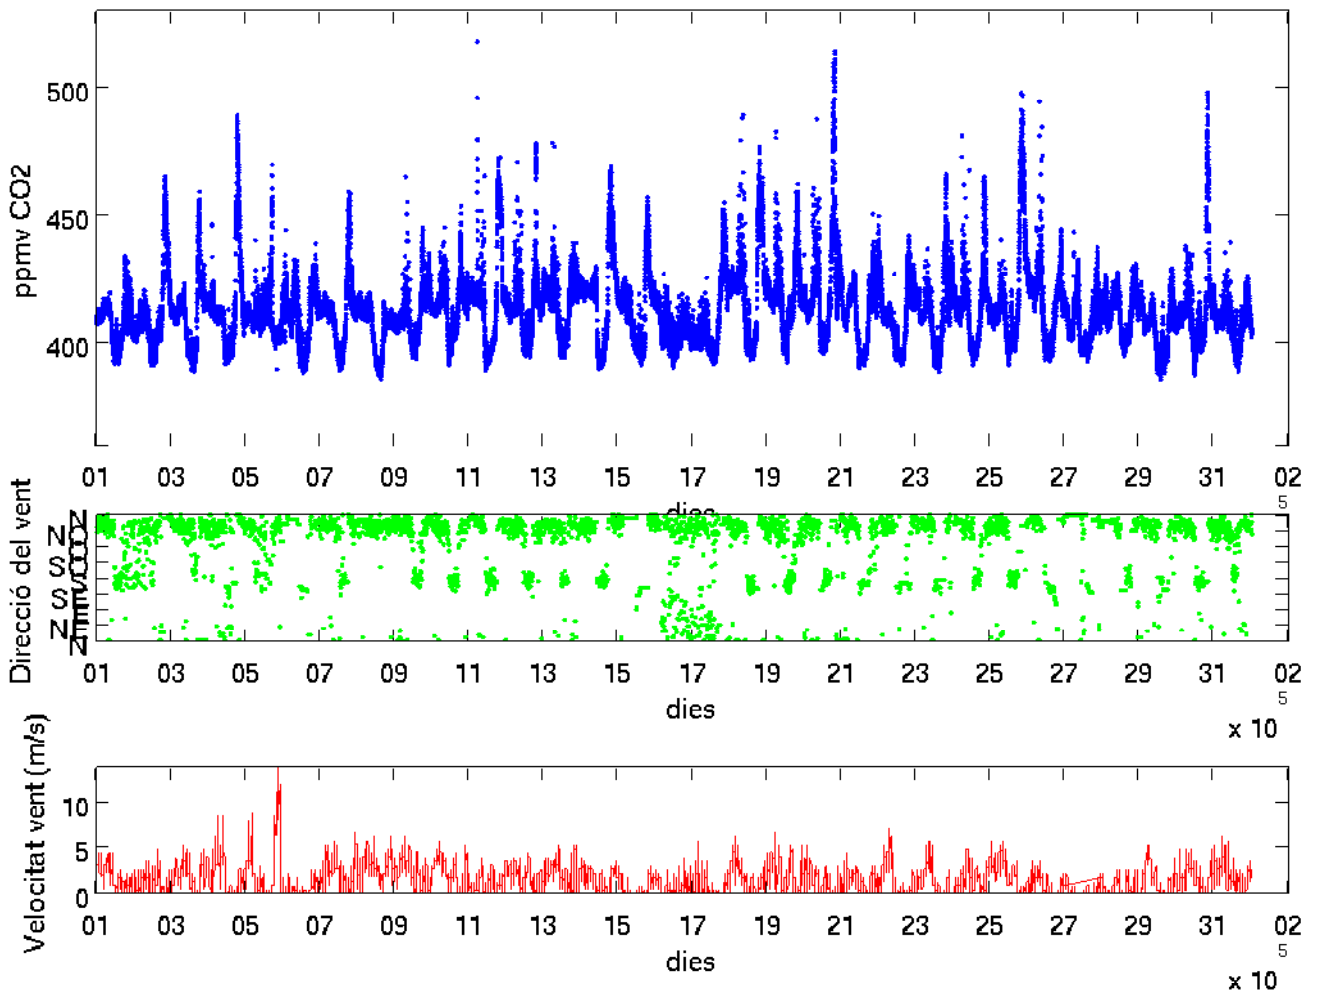 ppmv CO2
500
450
400
01 03 05 07 09 11 13 15 17 19 21 23 25 27 29 31 02
dies
5
Direcció del vent
N
NO
O
SO
S
SE
E
NE
N
01 03 05 07 09 11 13 15 17 19 21 23 25 27 29 31 02
dies
5
x 10
Velocitat vent (m/s)
10
5
0
01 03 05 07 09 11 13 15 17 19 21 23 25 27 29 31 02
dies
5
x 10